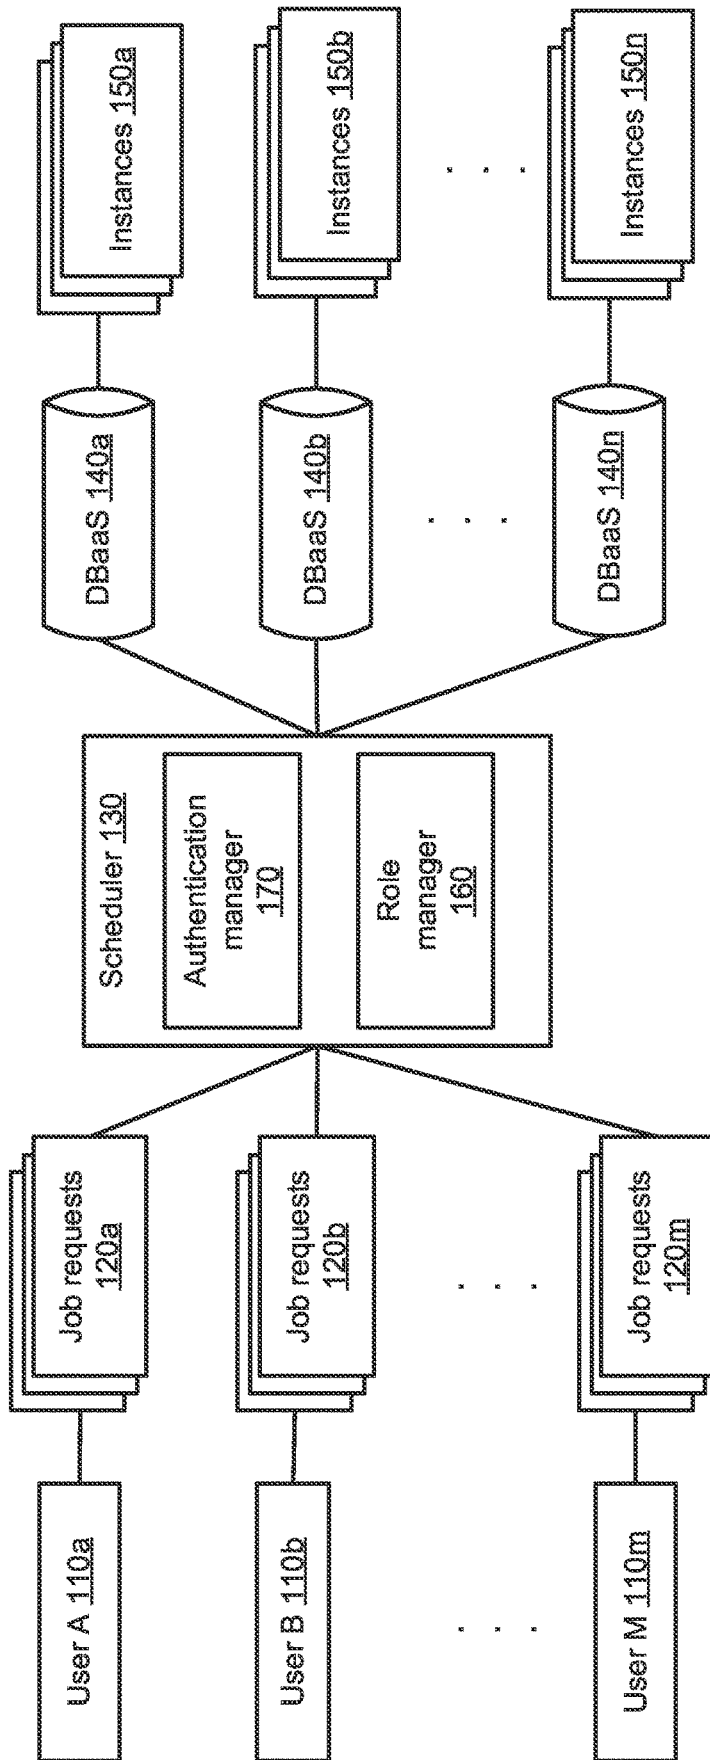 User A 110a
User B 110b
. . .
User M 110m
Job requests
120a
Job requests
120b
. . .
Job requests
120m
Scheduler 130
Authentication
manager
170
Role
manager
160
DBaaS 140a
DBaaS 140b
. . .
DBaaS 140n
Instances 150a
Instances 150b
. . .
Instances 150n